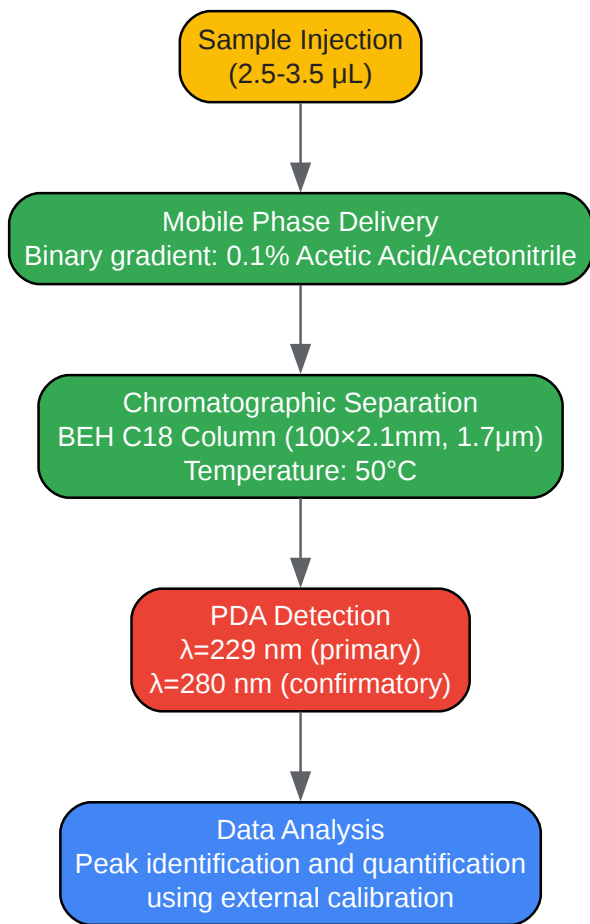 Sample Injection
(2.5-3.5 μL)
Mobile Phase Delivery
Binary gradient: 0.1% Acetic Acid/Acetonitrile
Chromatographic Separation
BEH C18 Column (100×2.1mm, 1.7μm)
Temperature: 50°C
PDA Detection
λ=229 nm (primary)
λ=280 nm (confirmatory)
Data Analysis
Peak identification and quantification
using external calibration